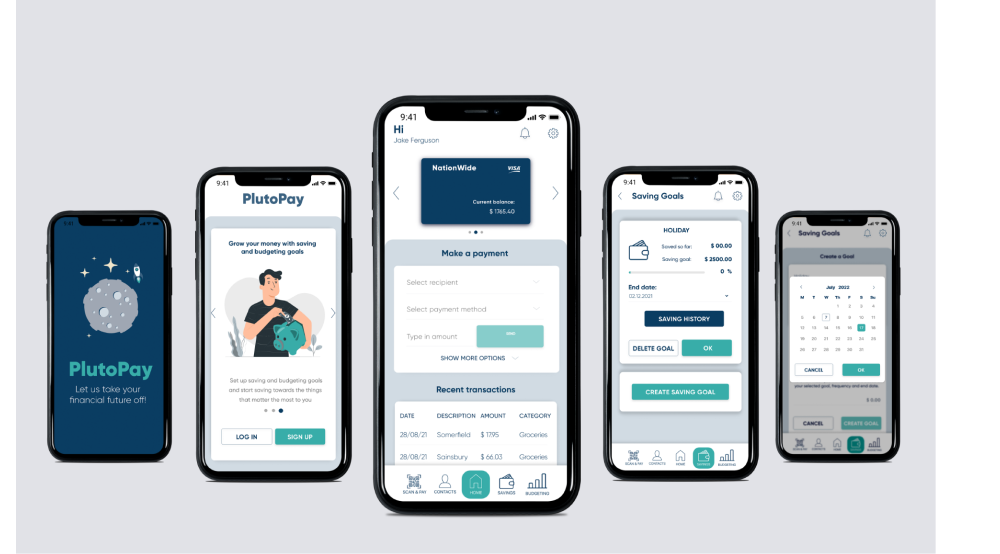 9:41
PlutoPay
Let us take your
financial future off!
9:41
PlutoPay
Grow your money with saving
and budgeting goals
Set up saving and budgeting goals
and start saving towards the things
that matter the most to you
LOG IN
SIGN UP
9:41
Hi
Jake Ferguson
NationWide
VISA
Current balance:
$ 1765.40
Make a payment
Select recipient
Select payment method
Type in amount
SHOW MORE OPTIONS
Recent transactions
DATE DESCRIPTION AMOUNT CATEGORY
28/08/21 Somerfield $ 17.95 Groceries
28/08/21 Sainsbury $ 66.03 Groceries
SCAN & PAY CONTACTS HOME SAVINGS BUDGETING
9:41
Saving Goals
HOLIDAY
Saved so far: $ 00.00
Saving goal: $ 2500.00
0 %
End date:
02.12.2021
SAVING HISTORY
DELETE GOAL
OK
CREATE SAVING GOAL
SCAN & PAY CONTACTS HOME SAVINGS BUDGETING
9:41
Saving Goals
Create a Goal
July 2022
M T W Th F S Su
1 2 3 4
5 6 7 8 9 10 11
12 13 14 15 16 17 18
19 20 21 22 23 24 25
26 27 28 29 30 31
CANCEL
OK
your selected goal, frequency and end date.
$ 0.00
CANCEL
CREATE GOAL
CONTACTS HOME SAVINGS BUDGETING